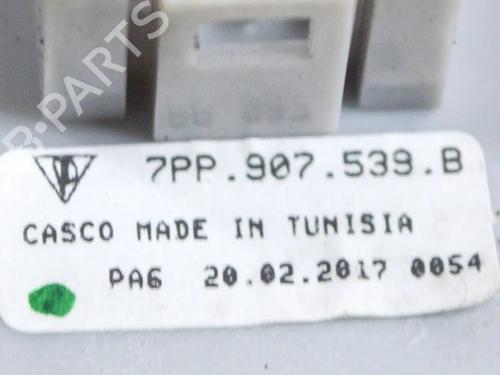 B-PARTS
7PP.907.539.B
CASCO MADE IN TUNISIA
PA6 20.02.2017 0054